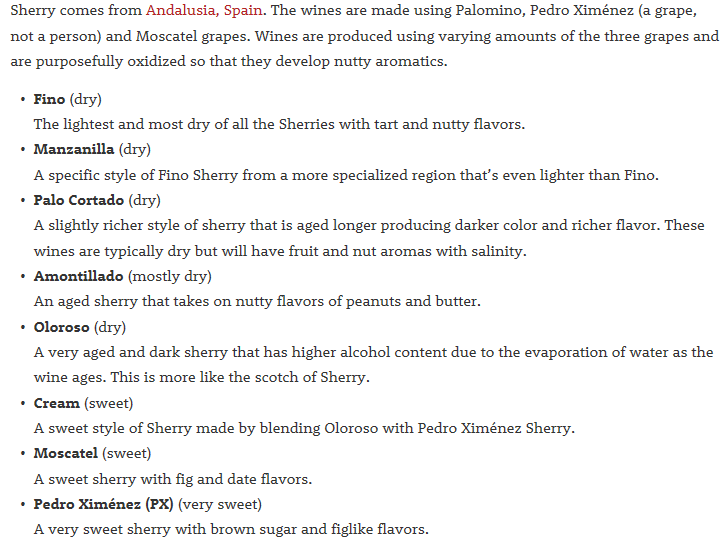 Sherry comes from Andalusia, Spain. The wines are made using Palomino, Pedro Ximénez (a grape,
not a person) and Moscatel grapes. Wines are produced using varying amounts of the three grapes and
are purposefully oxidized so that they develop nutty aromatics.
• Fino (dry)
The lightest and most dry of all the Sherries with tart and nutty flavors.
• Manzanilla (dry)
A specific style of Fino Sherry from a more specialized region that’s even lighter than Fino.
• Palo Cortado (dry)
A slightly richer style of sherry that is aged longer producing darker color and richer flavor. These
wines are typically dry but will have fruit and nut aromas with salinity.
• Amontillado (mostly dry)
An aged sherry that takes on nutty flavors of peanuts and butter.
• Oloroso (dry)
A very aged and dark sherry that has higher alcohol content due to the evaporation of water as the
wine ages. This is more like the scotch of Sherry.
• Cream (sweet)
A sweet style of Sherry made by blending Oloroso with Pedro Ximénez Sherry.
• Moscatel (sweet)
A sweet sherry with fig and date flavors.
• Pedro Ximénez (PX) (very sweet)
A very sweet sherry with brown sugar and figlike flavors.